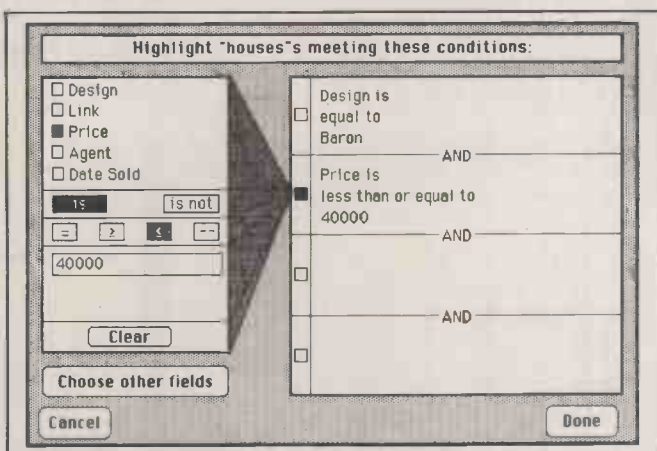 Highlight "houses"s meeting these conditions:
Design
Link
Price
Agent
Date Sold
is
is not
= ≥ ≤ --
40000
Clear
Choose other fields
Cancel
Design is
equal to
Baron
AND
Price is
less than or equal to
40000
AND
AND
Done